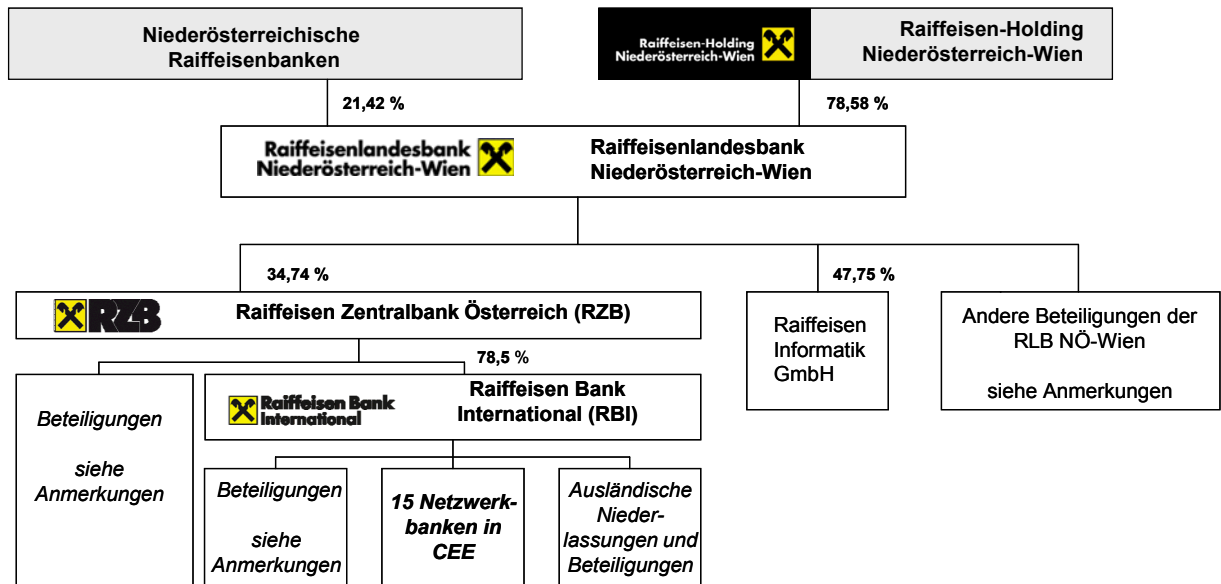 Niederösterreichische
Raiffeisenbanken
Raiffeisen-Holding
Niederösterreich-Wien
Raiffeisen-Holding
Niederösterreich-Wien
21,42 %
78,58 %
Raiffeisenlandesbank
Niederösterreich-Wien
Raiffeisenlandesbank
Niederösterreich-Wien
34,74 %
47,75 %
RZB
Raiffeisen Zentralbank Österreich (RZB)
Raiffeisen
Informatik
GmbH
Andere Beteiligungen der
RLB NÖ-Wien
siehe Anmerkungen
78,5 %
Beteiligungen
siehe
Anmerkungen
Raiffeisen Bank
International
Raiffeisen Bank
International (RBI)
Beteiligungen
siehe
Anmerkungen
15 Netzwerk-
banken in
CEE
Ausländische
Nieder-
lassungen und
Beteiligungen